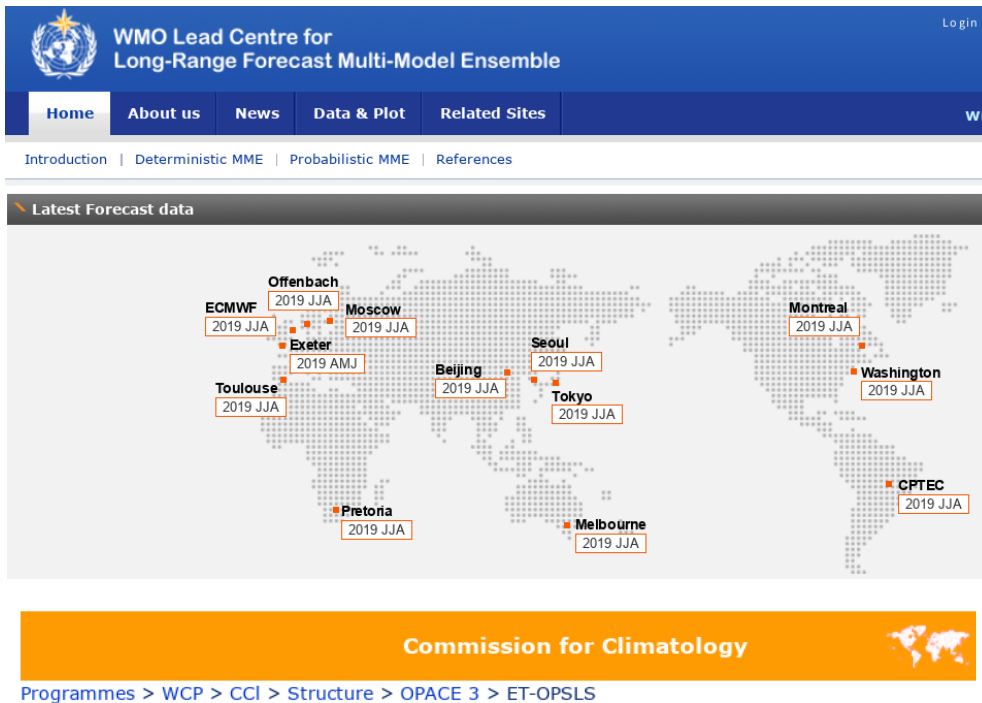 Login
WMO Lead Centre for
Long-Range Forecast Multi-Model Ensemble
Home About us News Data & Plot Related Sites
Introduction | Deterministic MME | Probabilistic MME | References
Latest Forecast data
Offenbach
2019 JJA
ECMWF
2019 JJA
Moscow
2019 JJA
Exeter
2019 AMJ
Toulouse
2019 JJA
Beijing
2019 JJA
Seoul
2019 JJA
Tokyo
2019 JJA
Montreal
2019 JJA
Washington
2019 JJA
CPTEC
2019 JJA
Pretoria
2019 JJA
Melbourne
2019 JJA
Commission for Climatology
Programmes > WCP > CCl > Structure > OPACE 3 > ET-OPSLS